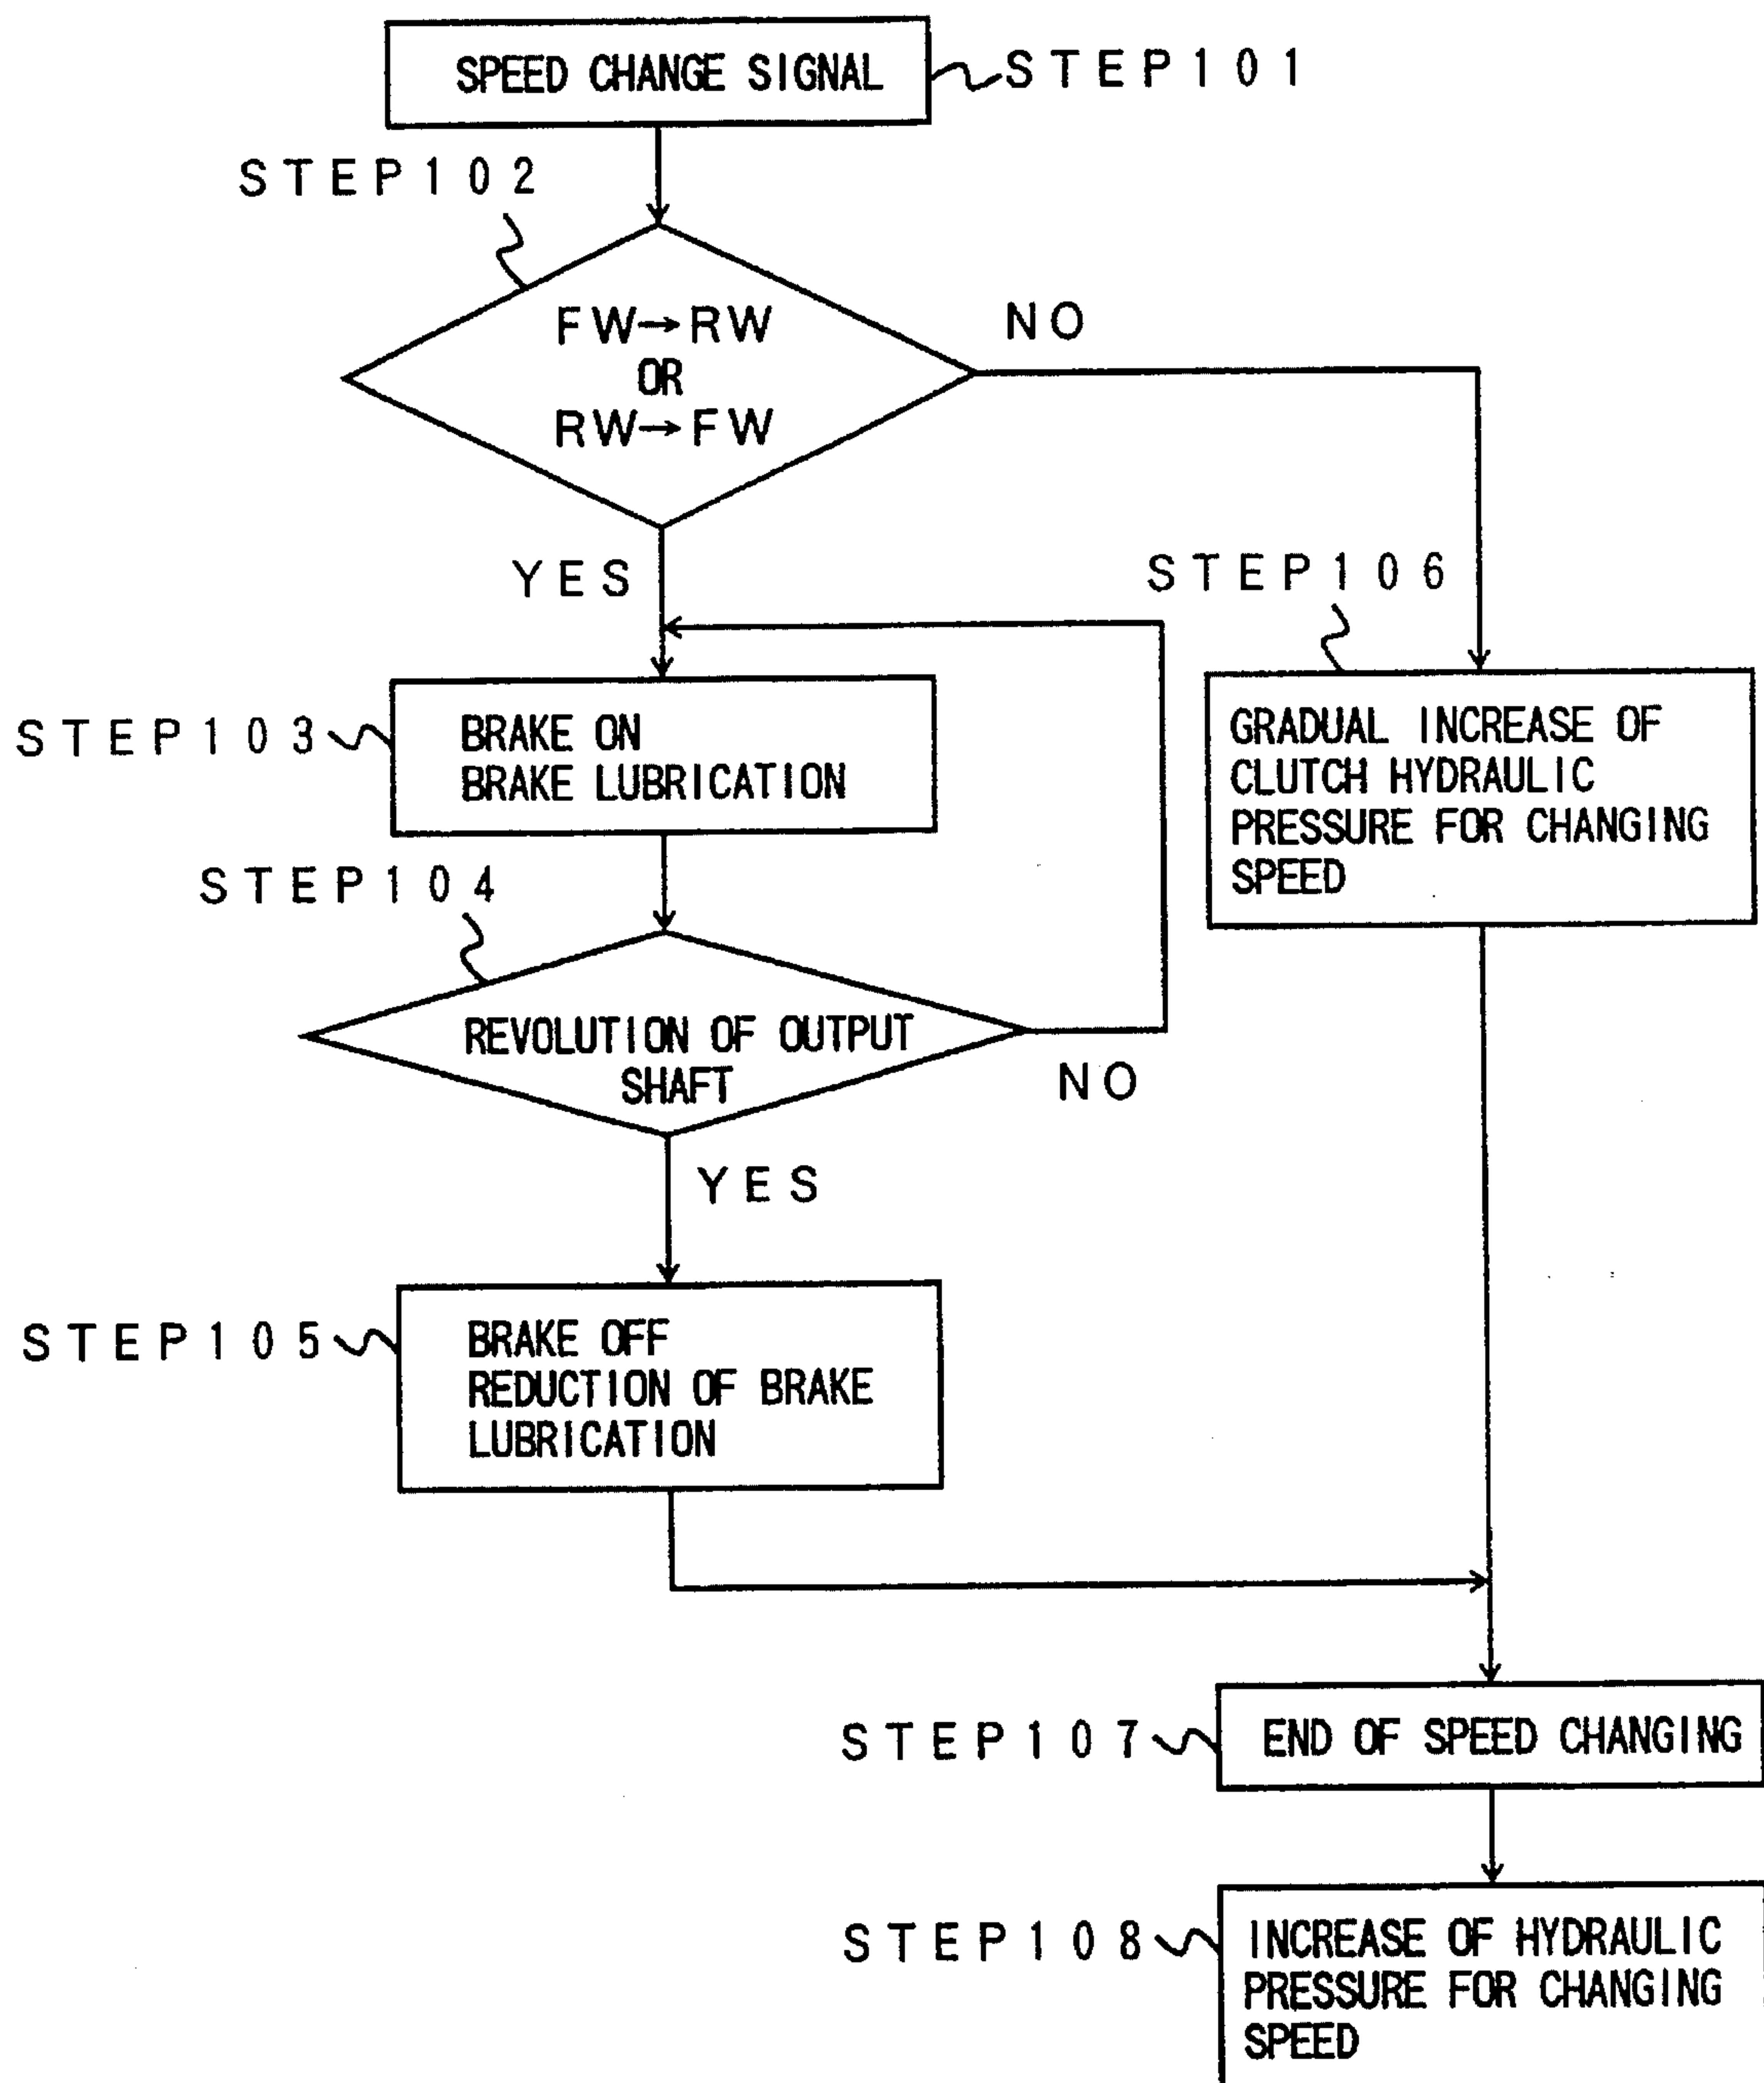 SPEED CHANGE SIGNAL
STEP101
STEP102
FW→RW
OR
RW→FW
NO
YES
STEP106
STEP103
BRAKE ON
BRAKE LUBRICATION
GRADUAL INCREASE OF
CLUTCH HYDRAULIC
PRESSURE FOR CHANGING
SPEED
STEP104
REVOLUTION OF OUTPUT
SHAFT
NO
YES
STEP105
BRAKE OFF
REDUCTION OF BRAKE
LUBRICATION
STEP107
END OF SPEED CHANGING
STEP108
INCREASE OF HYDRAULIC
PRESSURE FOR CHANGING
SPEED